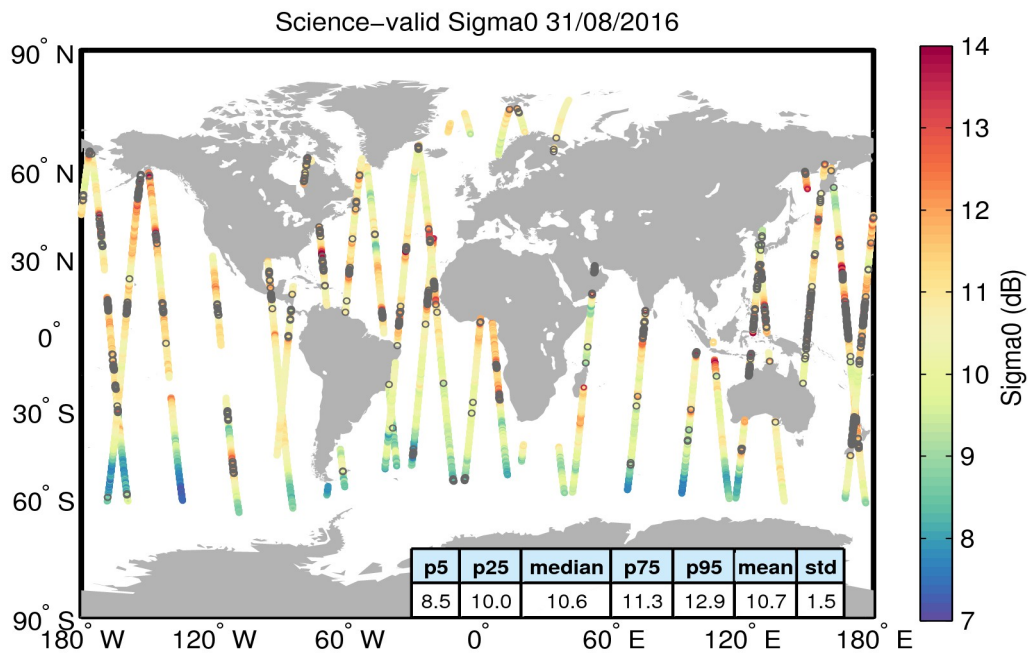 Science−valid Sigma0 31/08/2016
90° N
60° N
30° N
0°
30° S
60° S
90° S
180° W
120° W
60° W
0°
60° E
120° E
180° E
p5 p25 median p75 p95 mean std
8.5 10.0 10.6 11.3 12.9 10.7 1.5
14
13
12
11
10
9
8
7
Sigma0 (dB)